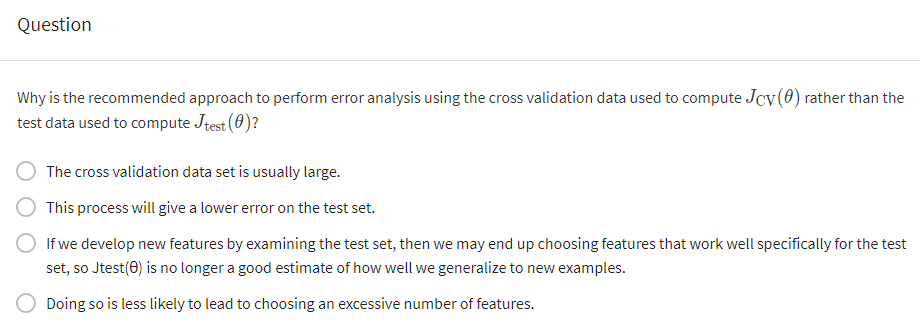 Question
Why is the recommended approach to perform error analysis using the cross validation data used to compute J_CV(θ) rather than the
test data used to compute J_test(θ)?
The cross validation data set is usually large.
This process will give a lower error on the test set.
If we develop new features by examining the test set, then we may end up choosing features that work well specifically for the test
set, so Jtest(θ) is no longer a good estimate of how well we generalize to new examples.
Doing so is less likely to lead to choosing an excessive number of features.